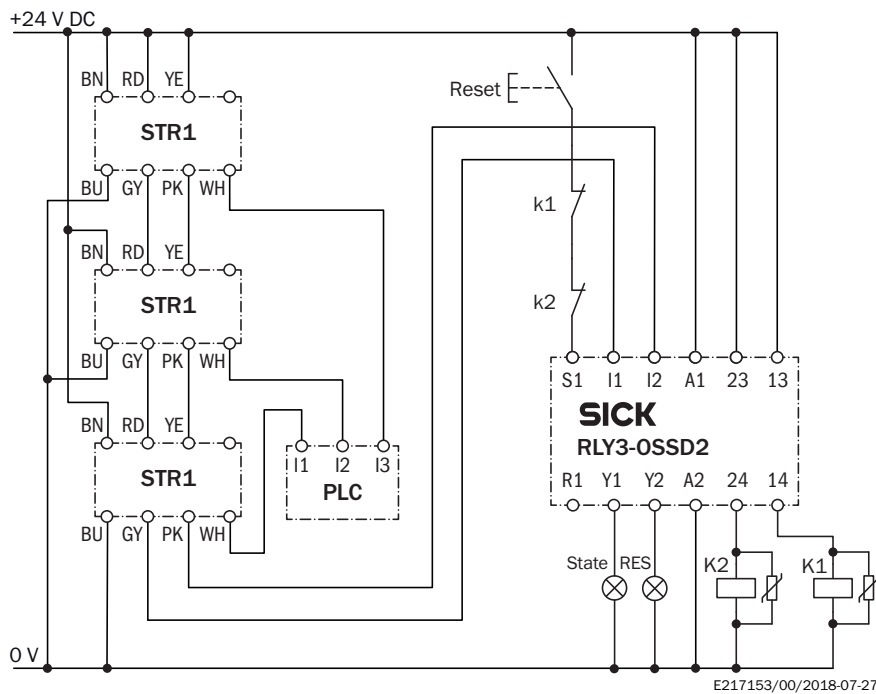 +24 V DC
BN RD YE
STR1
BU GY PK WH
BN RD YE
STR1
BU GY PK WH
BN RD YE
STR1
BU GY PK WH
I1 I2 I3
PLC
Reset
k1
k2
S1 I1 I2 A1 23 13
SICK
RLY3-OSSD2
R1 Y1 Y2 A2 24 14
State RES K2 K1
0 V
E217153/00/2018-07-27